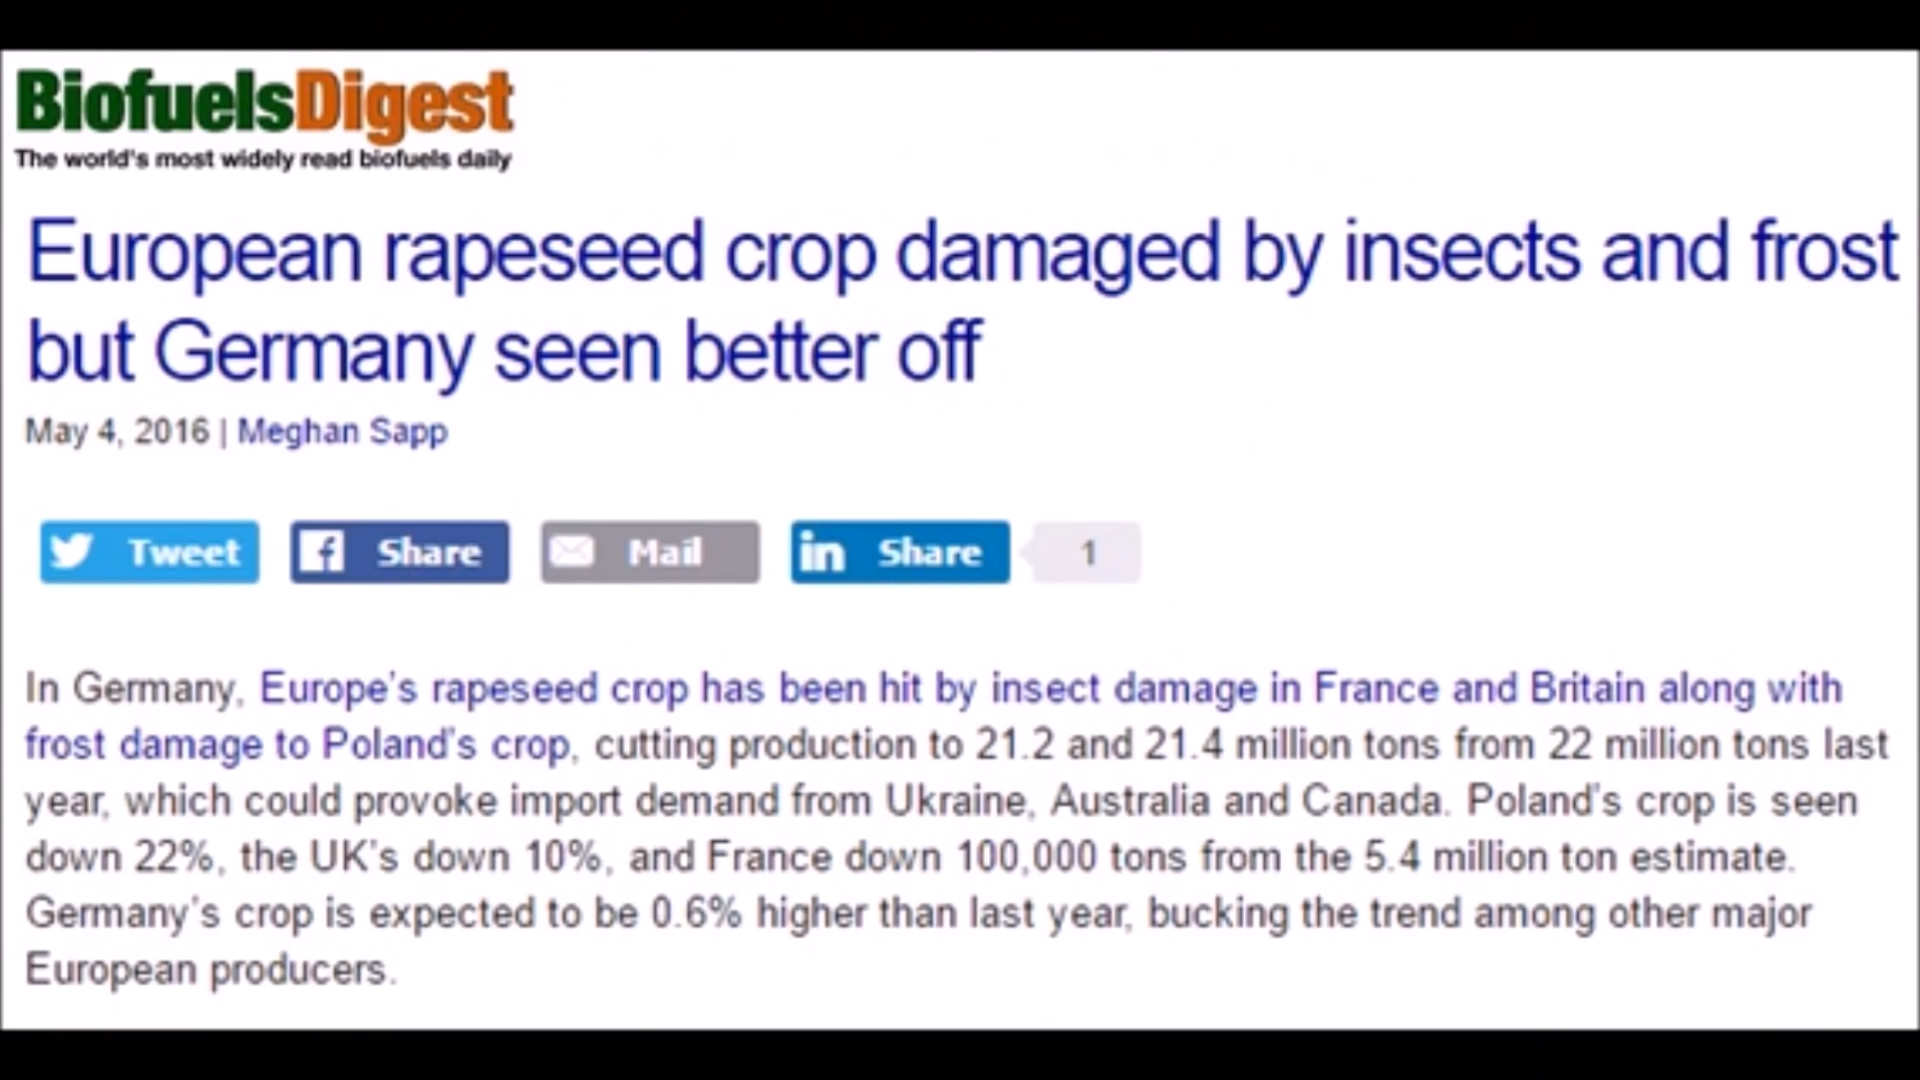 BiofuelsDigest
The world's most widely read biofuels daily
European rapeseed crop damaged by insects and frost
but Germany seen better off
May 4, 2016 | Meghan Sapp
Tweet Share Mail in Share 1
In Germany, Europe's rapeseed crop has been hit by insect damage in France and Britain along with
frost damage to Poland's crop, cutting production to 21.2 and 21.4 million tons from 22 million tons last
year, which could provoke import demand from Ukraine, Australia and Canada. Poland's crop is seen
down 22%, the UK's down 10%, and France down 100,000 tons from the 5.4 million ton estimate.
Germany's crop is expected to be 0.6% higher than last year, bucking the trend among other major
European producers.